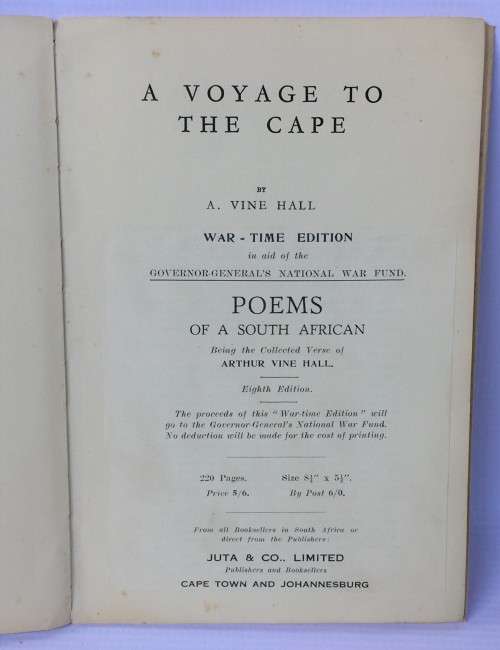 A VOYAGE TO
THE CAPE
BY
A. VINE HALL
WAR-TIME EDITION
in aid of the
GOVERNOR-GENERAL'S NATIONAL WAR FUND.
POEMS
OF A SOUTH AFRICAN
Being the Collected Verse of
ARTHUR VINE HALL.
Eighth Edition.
The proceeds of this "War-time Edition" will
go to the Governor-General's National War Fund.
No deduction will be made for the cost of printing.
220 Pages. Size 8½" x 5½".
Price 5/6. By Post 6/0.
From all Booksellers in South Africa or
direct from the Publishers:
JUTA & CO., LIMITED
Publishers and Booksellers
CAPE TOWN AND JOHANNESBURG